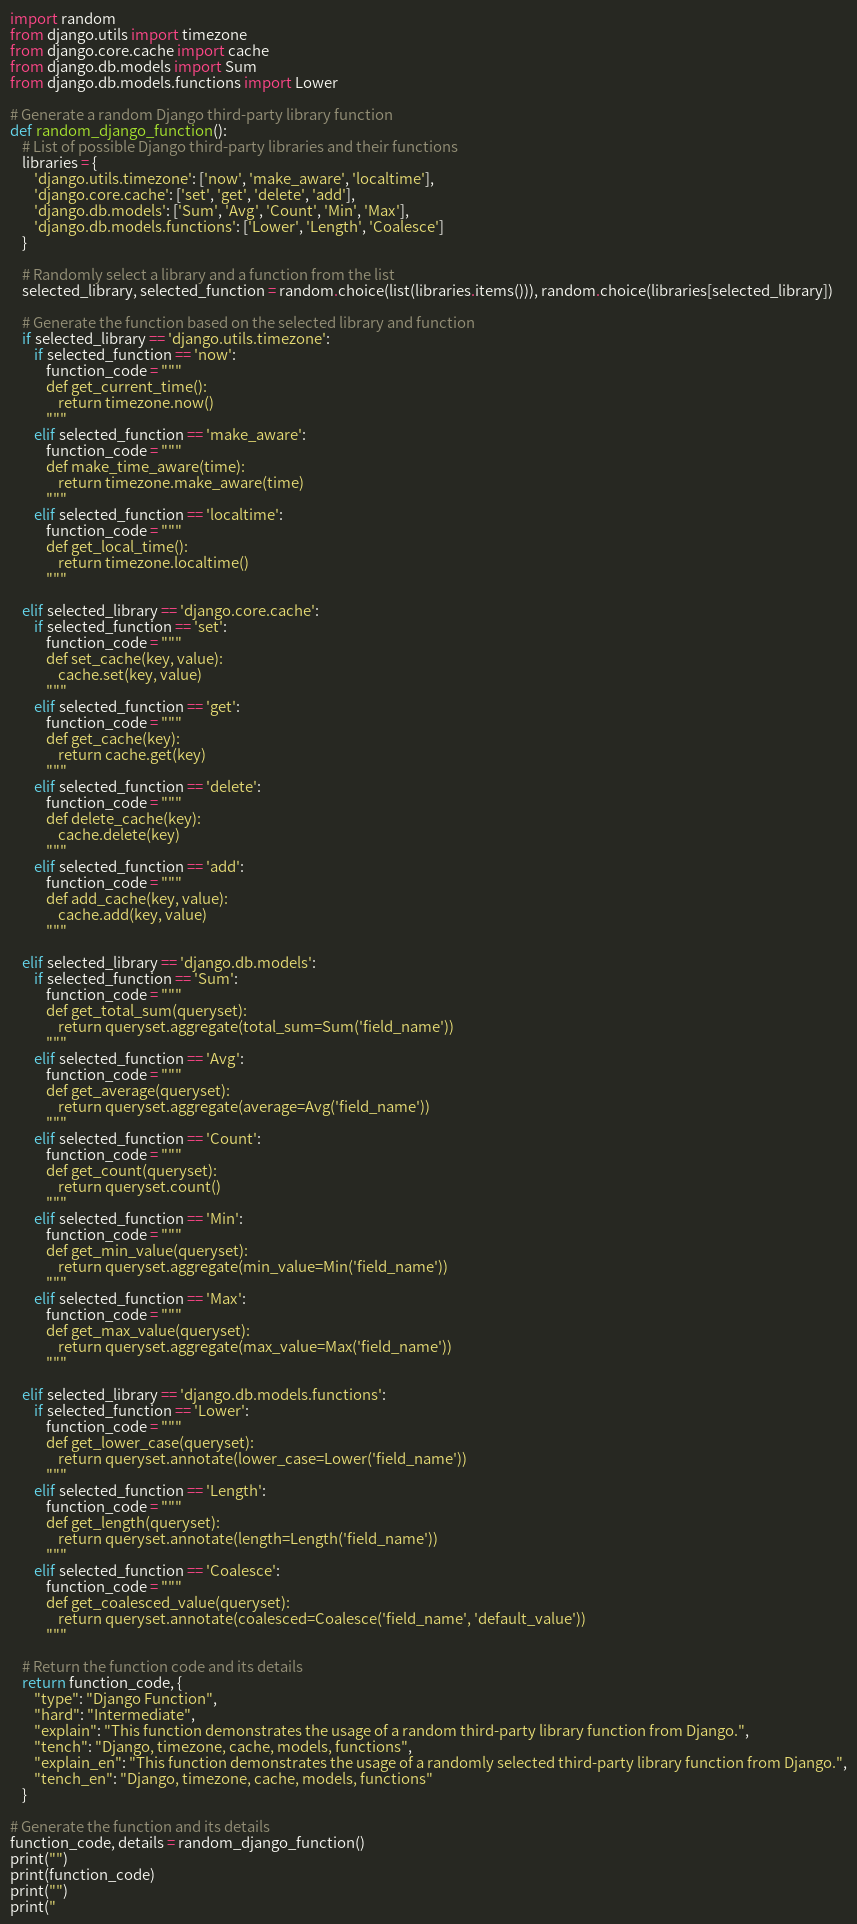 import random
from django.utils import timezone
from django.core.cache import cache
from django.db.models import Sum
from django.db.models.functions import Lower

# Generate a random Django third-party library function
def random_django_function():
    # List of possible Django third-party libraries and their functions
    libraries = {
        'django.utils.timezone': ['now', 'make_aware', 'localtime'],
        'django.core.cache': ['set', 'get', 'delete', 'add'],
        'django.db.models': ['Sum', 'Avg', 'Count', 'Min', 'Max'],
        'django.db.models.functions': ['Lower', 'Length', 'Coalesce']
    }

    # Randomly select a library and a function from the list
    selected_library, selected_function = random.choice(list(libraries.items())), random.choice(libraries[selected_library])

    # Generate the function based on the selected library and function
    if selected_library == 'django.utils.timezone':
        if selected_function == 'now':
            function_code = """
            def get_current_time():
                return timezone.now()
            """
        elif selected_function == 'make_aware':
            function_code = """
            def make_time_aware(time):
                return timezone.make_aware(time)
            """
        elif selected_function == 'localtime':
            function_code = """
            def get_local_time():
                return timezone.localtime()
            """

    elif selected_library == 'django.core.cache':
        if selected_function == 'set':
            function_code = """
            def set_cache(key, value):
                cache.set(key, value)
            """
        elif selected_function == 'get':
            function_code = """
            def get_cache(key):
                return cache.get(key)
            """
        elif selected_function == 'delete':
            function_code = """
            def delete_cache(key):
                cache.delete(key)
            """
        elif selected_function == 'add':
            function_code = """
            def add_cache(key, value):
                cache.add(key, value)
            """

    elif selected_library == 'django.db.models':
        if selected_function == 'Sum':
            function_code = """
            def get_total_sum(queryset):
                return queryset.aggregate(total_sum=Sum('field_name'))
            """
        elif selected_function == 'Avg':
            function_code = """
            def get_average(queryset):
                return queryset.aggregate(average=Avg('field_name'))
            """
        elif selected_function == 'Count':
            function_code = """
            def get_count(queryset):
                return queryset.count()
            """
        elif selected_function == 'Min':
            function_code = """
            def get_min_value(queryset):
                return queryset.aggregate(min_value=Min('field_name'))
            """
        elif selected_function == 'Max':
            function_code = """
            def get_max_value(queryset):
                return queryset.aggregate(max_value=Max('field_name'))
            """

    elif selected_library == 'django.db.models.functions':
        if selected_function == 'Lower':
            function_code = """
            def get_lower_case(queryset):
                return queryset.annotate(lower_case=Lower('field_name'))
            """
        elif selected_function == 'Length':
            function_code = """
            def get_length(queryset):
                return queryset.annotate(length=Length('field_name'))
            """
        elif selected_function == 'Coalesce':
            function_code = """
            def get_coalesced_value(queryset):
                return queryset.annotate(coalesced=Coalesce('field_name', 'default_value'))
            """

    # Return the function code and its details
    return function_code, {
        "type": "Django Function",
        "hard": "Intermediate",
        "explain": "This function demonstrates the usage of a random third-party library function from Django.",
        "tench": "Django, timezone, cache, models, functions",
        "explain_en": "This function demonstrates the usage of a randomly selected third-party library function from Django.",
        "tench_en": "Django, timezone, cache, models, functions"
    }

# Generate the function and its details
function_code, details = random_django_function()
print("")
print(function_code)
print("")
print("